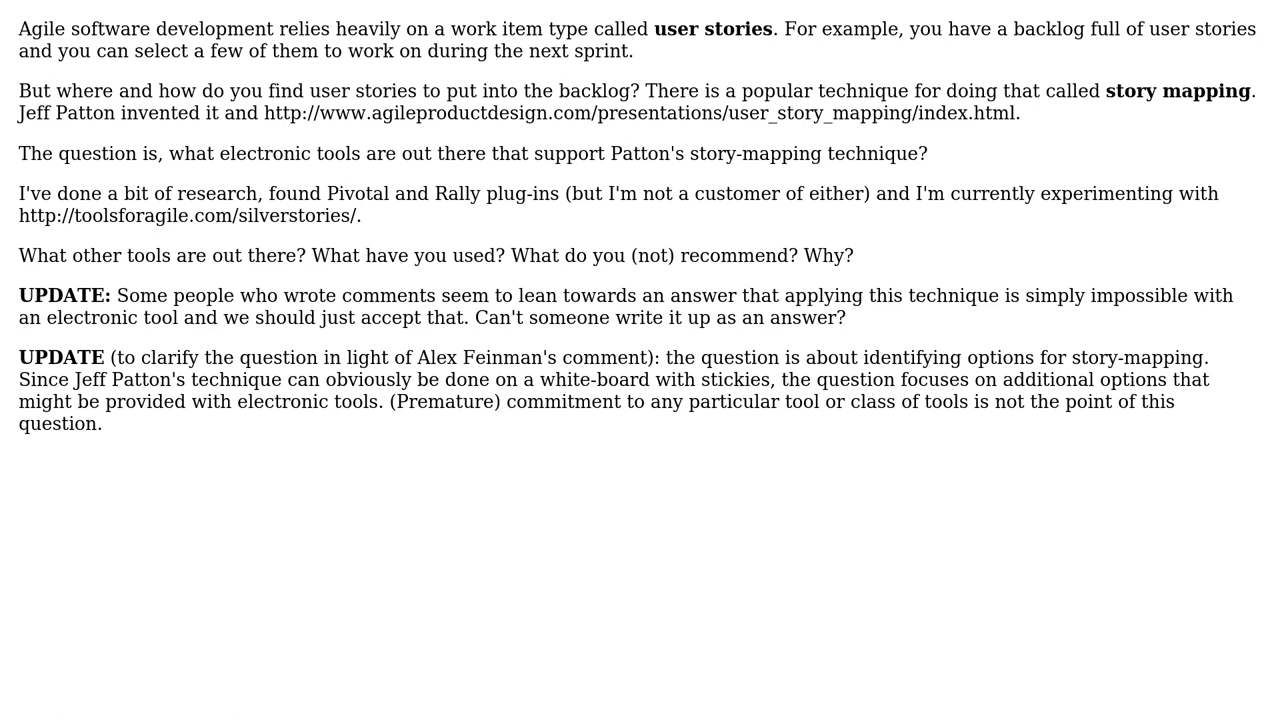 Agile software development relies heavily on a work item type called user stories. For example, you have a backlog full of user stories
and you can select a few of them to work on during the next sprint.
But where and how do you find user stories to put into the backlog? There is a popular technique for doing that called story mapping.
Jeff Patton invented it and http://www.agileproductdesign.com/presentations/user_story_mapping/index.html.
The question is, what electronic tools are out there that support Patton's story-mapping technique?
I've done a bit of research, found Pivotal and Rally plug-ins (but I'm not a customer of either) and I'm currently experimenting with
http://toolsforagile.com/silverstories/.
What other tools are out there? What have you used? What do you (not) recommend? Why?
UPDATE: Some people who wrote comments seem to lean towards an answer that applying this technique is simply impossible with
an electronic tool and we should just accept that. Can't someone write it up as an answer?
UPDATE (to clarify the question in light of Alex Feinman's comment): the question is about identifying options for story-mapping.
Since Jeff Patton's technique can obviously be done on a white-board with stickies, the question focuses on additional options that
might be provided with electronic tools. (Premature) commitment to any particular tool or class of tools is not the point of this
question.